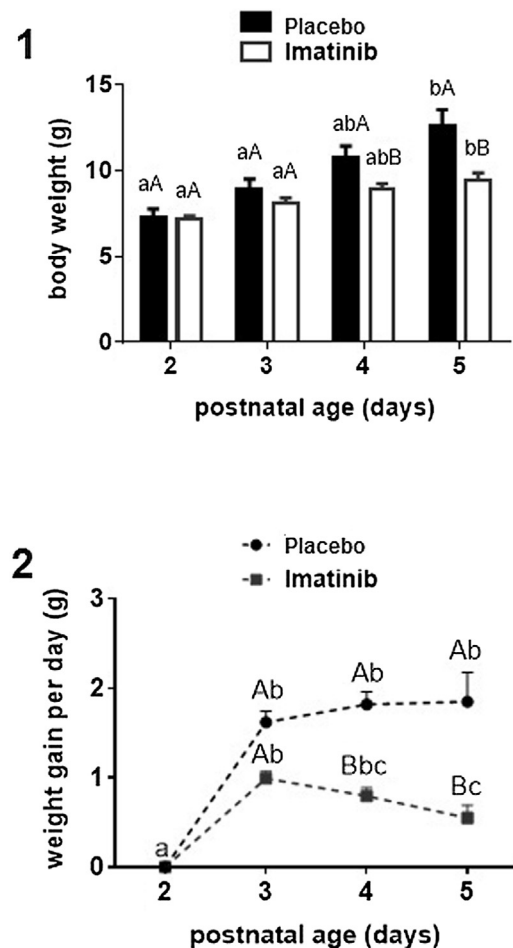 1
Placebo
Imatinib
body weight (g)
15
10
5
0
aA aA aA aA abA abB bA bB
2 3 4 5
postnatal age (days)
2
Placebo
Imatinib
weight gain per day (g)
3
2
1
0
Ab Ab Ab
Ab Bbc Bc
a
2 3 4 5
postnatal age (days)